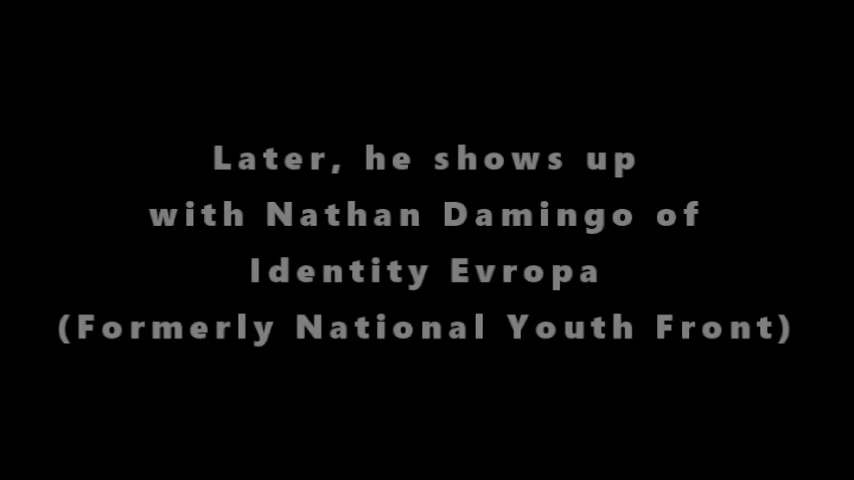 Later, he shows up
with Nathan Damingo of
Identity Evropa
(Formerly National Youth Front)